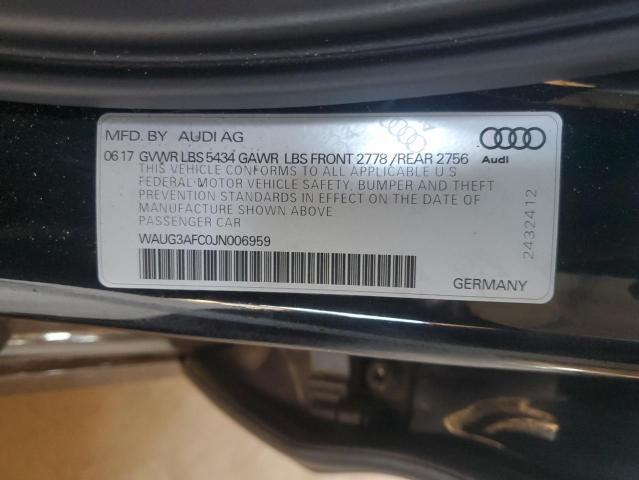 MFD. BY AUDI AG
06 17 GVWR LBS 5434 GAWR LBS FRONT 2778 /REAR 2756
Audi
THIS VEHICLE CONFORMS TO ALL APPLICABLE U S
FEDERAL-MOTOR VEHICLE SAFETY, BUMPER AND THEFT
PREVENTION STANDARDS IN EFFECT ON THE DATE OF
MANUFACTURE SHOWN ABOVE
PASSENGER CAR
WAUG3AFC0JN006959
GERMANY
2432412